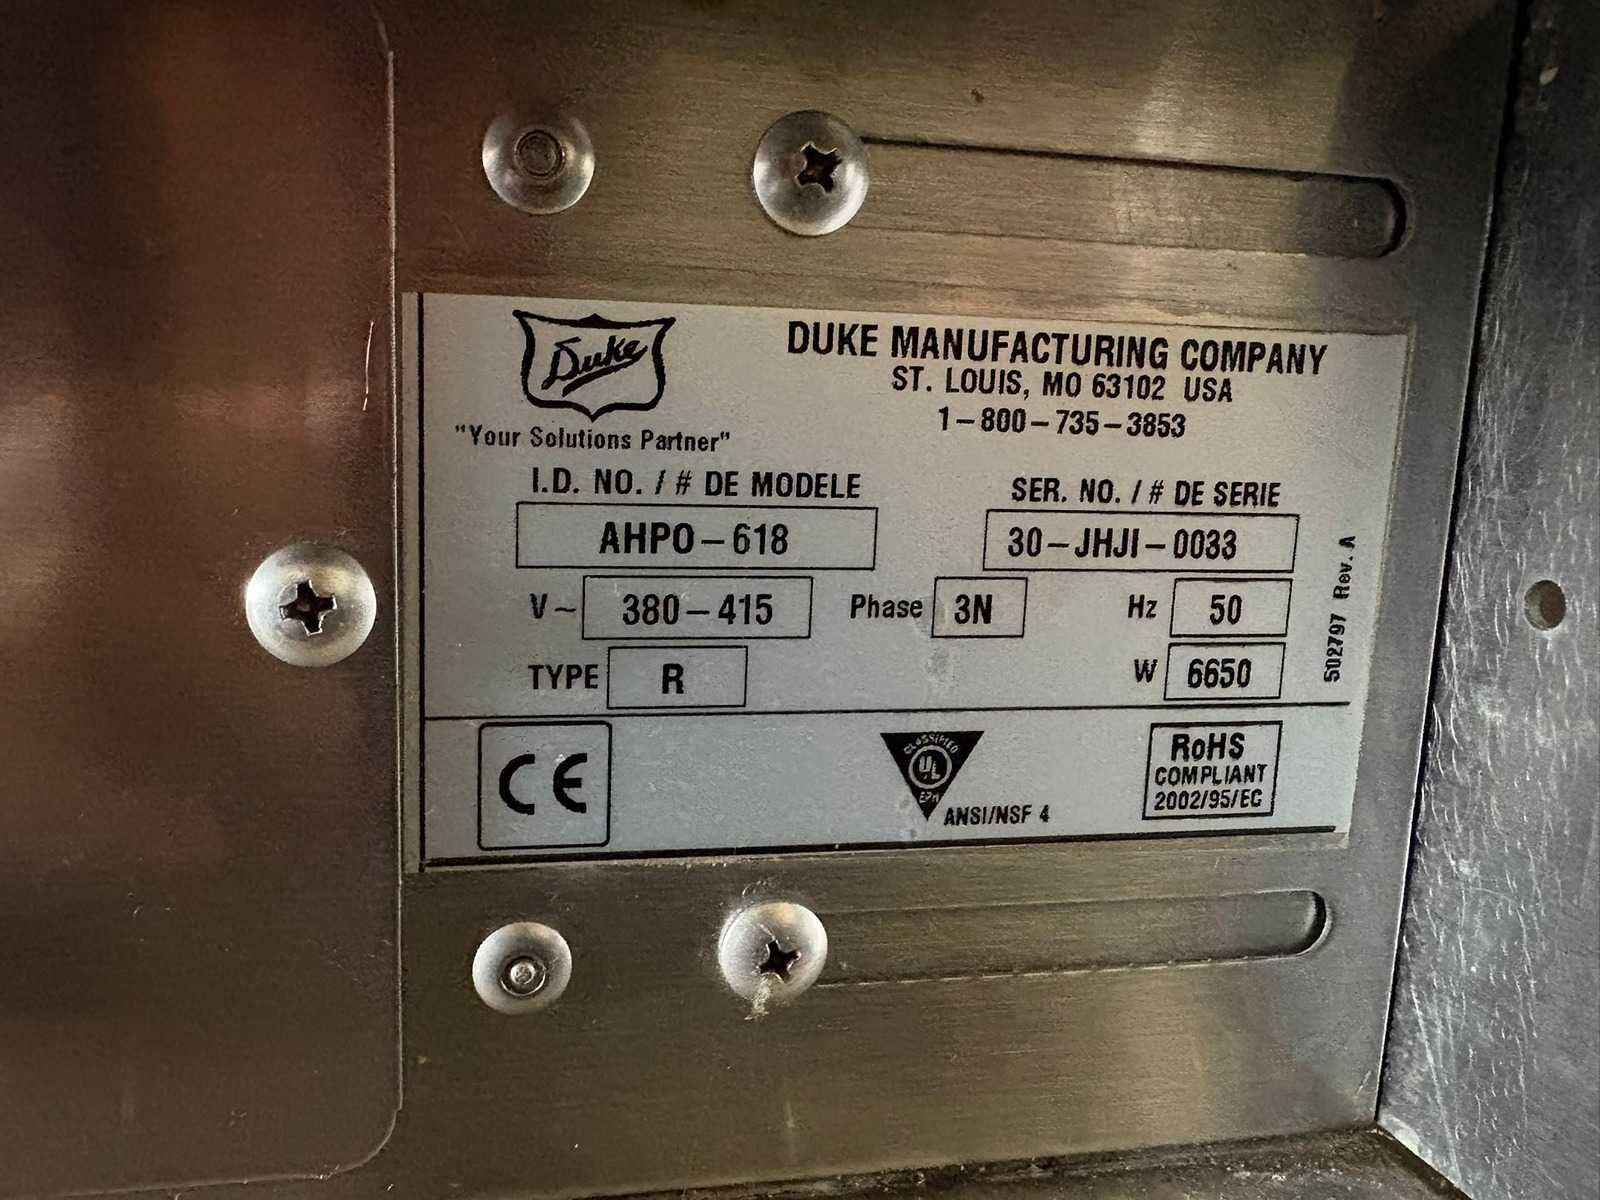 Duke
"Your Solutions Partner"
DUKE MANUFACTURING COMPANY
ST. LOUIS, MO 63102 USA
1-800-735-3853
I.D. NO. / # DE MODELE
AHPO-618
SER. NO. / # DE SERIE
30-JHJI-0033
V~ 380-415
Phase 3N
Hz 50
TYPE R
W 6650
502797 Rev. A
CE
CLASSIFIED
UL
EPH
ANSI/NSF 4
RoHS
COMPLIANT
2002/95/EC